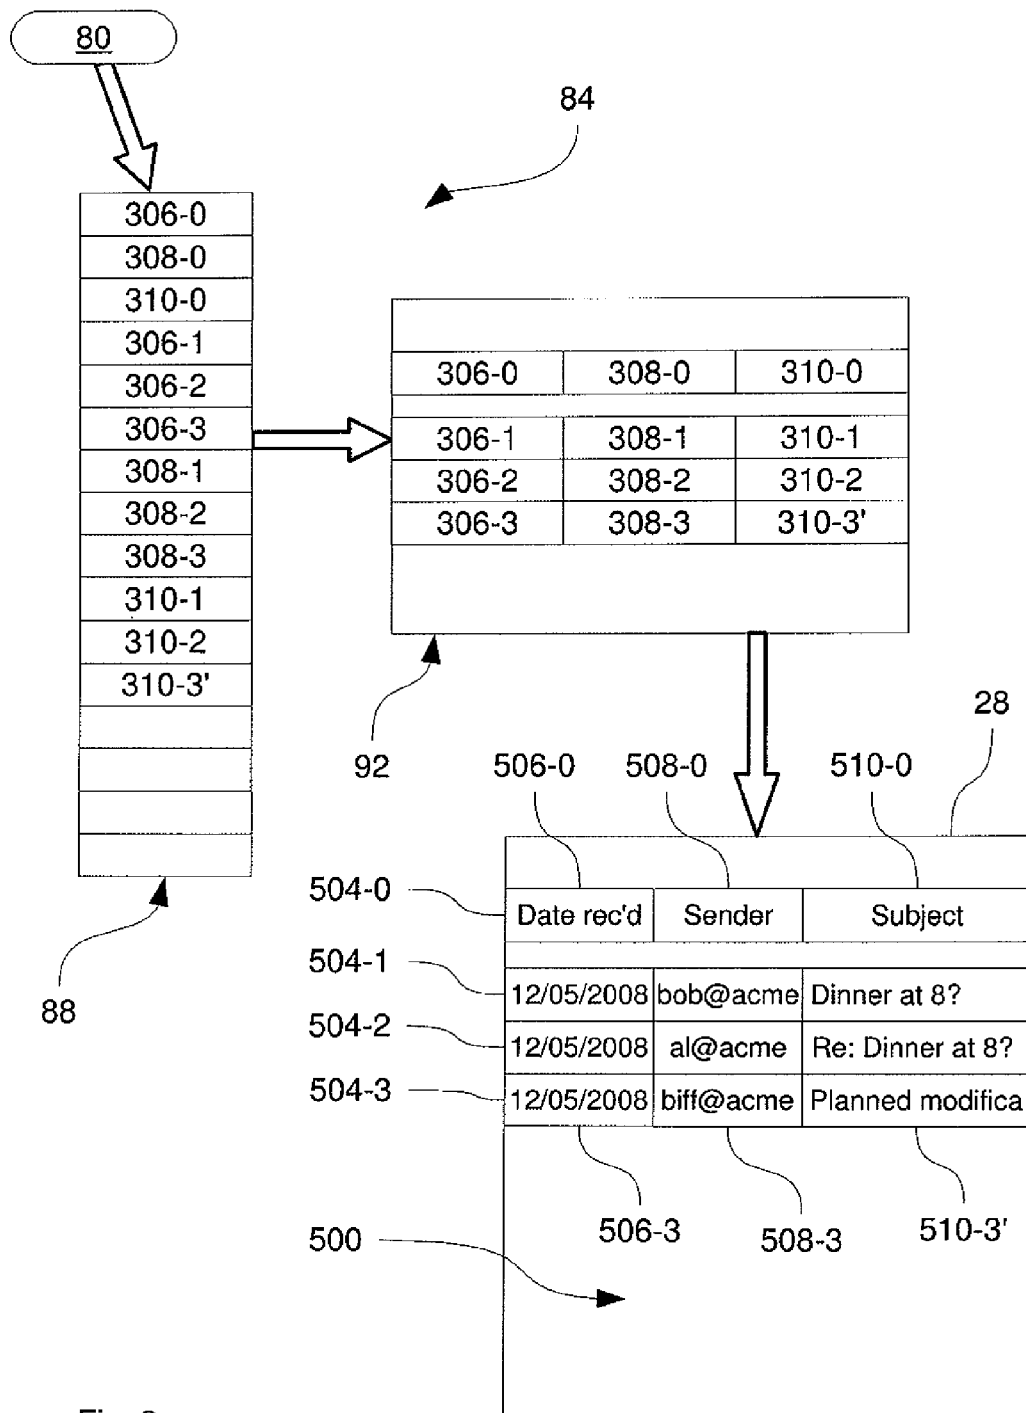 80
84
306-0
308-0
310-0
306-1
306-2
306-3
308-1
308-2
308-3
310-1
310-2
310-3'
88
306-0 308-0 310-0
306-1 308-1 310-1
306-2 308-2 310-2
306-3 308-3 310-3'
92
28
506-0 508-0 510-0
504-0 Date rec'd Sender Subject
504-1 12/05/2008 bob@acme Dinner at 8?
504-2 12/05/2008 al@acme Re: Dinner at 8?
504-3 12/05/2008 biff@acme Planned modifica
506-3 508-3 510-3'
500